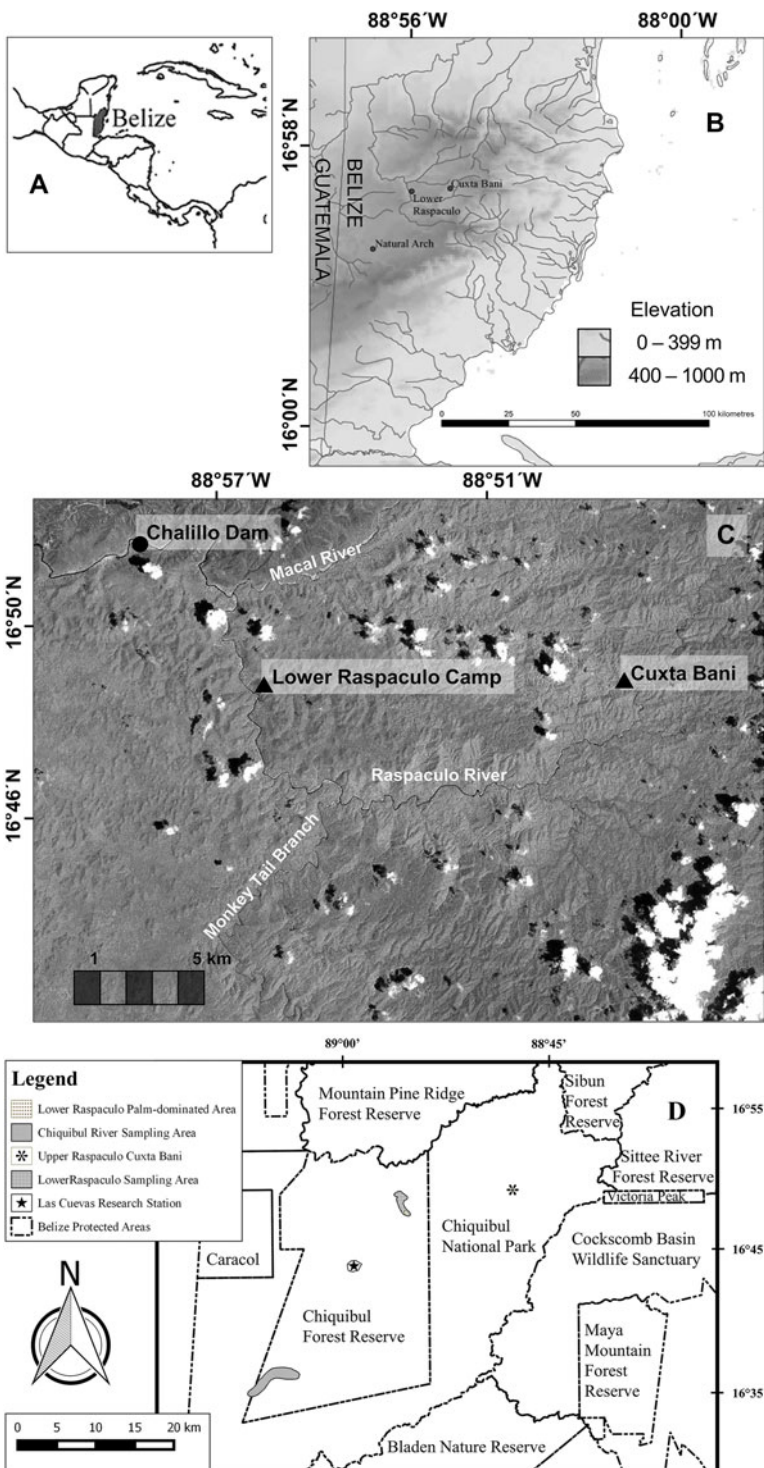 88°56´W
88°00´W
Belize
A
B
16°58´N
BELIZE
GUATEMALA
Cuxta Bani
Lower
Raspaculo
Natural Arch
Elevation
0 – 399 m
400 – 1000 m
16°00´N
0 25 50 100 kilometres
88°57´W
88°51´W
Chalillo Dam
C
Macal River
16°50´N
Lower Raspaculo Camp
Cuxta Bani
Raspaculo River
16°46´N
Monkey Tail Branch
1 5 km
89°00'
88°45'
Legend
Lower Raspaculo Palm-dominated Area
Chiquibul River Sampling Area
Upper Raspaculo Cuxta Bani
LowerRaspaculo Sampling Area
Las Cuevas Research Station
Belize Protected Areas
Mountain Pine Ridge
Forest Reserve
Sibun
Forest
Reserve
D
16°55'
Sittee River
Forest Reserve
Victoria Peak
Chiquibul
National Park
Cockscomb Basin
Wildlife Sanctuary
16°45'
Caracol
N
Chiquibul
Forest Reserve
Maya
Mountain
Forest
Reserve
16°35'
0 5 10 15 20 km
Bladen Nature Reserve